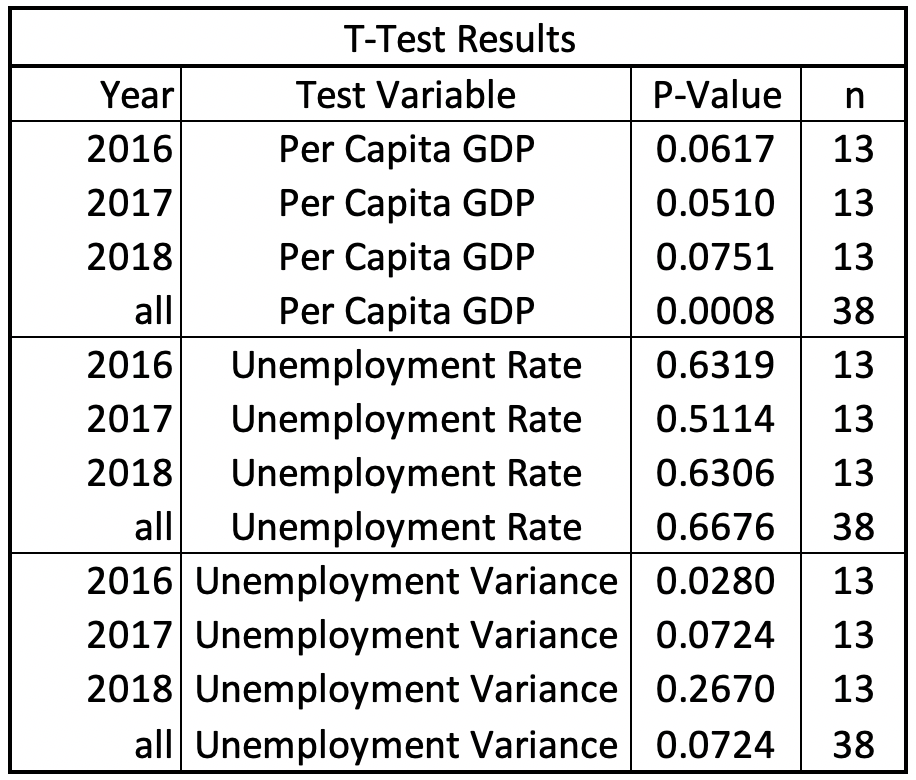 T-Test Results
Year Test Variable P-Value n
2016 Per Capita GDP 0.0617 13
2017 Per Capita GDP 0.0510 13
2018 Per Capita GDP 0.0751 13
all Per Capita GDP 0.0008 38
2016 Unemployment Rate 0.6319 13
2017 Unemployment Rate 0.5114 13
2018 Unemployment Rate 0.6306 13
all Unemployment Rate 0.6676 38
2016 Unemployment Variance 0.0280 13
2017 Unemployment Variance 0.0724 13
2018 Unemployment Variance 0.2670 13
all Unemployment Variance 0.0724 38